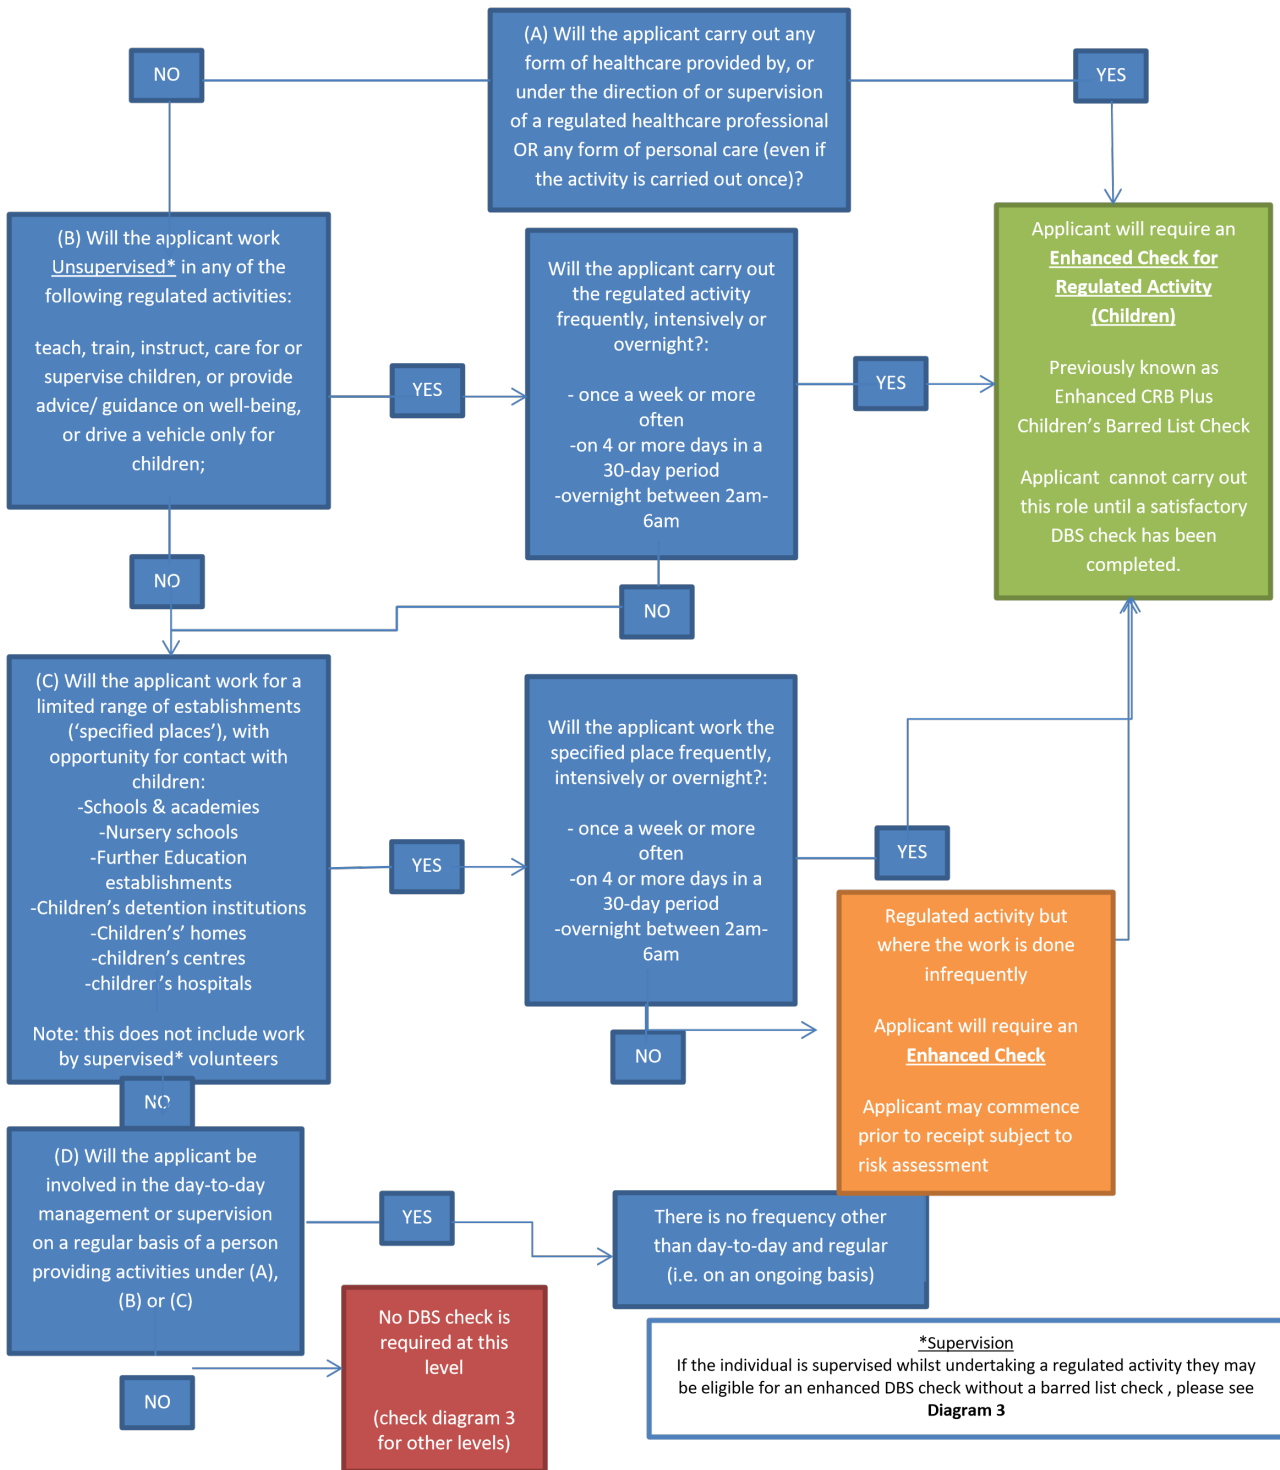 (A) Will the applicant carry out any
form of healthcare provided by, or
under the direction of or supervision
of a regulated healthcare professional
OR any form of personal care (even if
the activity is carried out once)?
NO
YES
(B) Will the applicant work
Unsupervised* in any of the
following regulated activities:
teach, train, instruct, care for or
supervise children, or provide
advice/ guidance on well-being,
or drive a vehicle only for
children;
YES
Will the applicant carry out
the regulated activity
frequently, intensively or
overnight?:
- once a week or more
often
-on 4 or more days in a
30-day period
-overnight between 2am-
6am
YES
Applicant will require an
Enhanced Check for
Regulated Activity
(Children)
Previously known as
Enhanced CRB Plus
Children’s Barred List Check
Applicant cannot carry out
this role until a satisfactory
DBS check has been
completed.
NO
NO
(C) Will the applicant work for a
limited range of establishments
(‘specified places’), with
opportunity for contact with
children:
-Schools & academies
-Nursery schools
-Further Education
establishments
-Children’s detention institutions
-Children’s’ homes
-children’s centres
-children’s hospitals
Note: this does not include work
by supervised* volunteers
YES
Will the applicant work the
specified place frequently,
intensively or overnight?:
- once a week or more
often
-on 4 or more days in a
30-day period
-overnight between 2am-
6am
YES
NO
Regulated activity but
where the work is done
infrequently
Applicant will require an
Enhanced Check
Applicant may commence
prior to receipt subject to
risk assessment
NO
(D) Will the applicant be
involved in the day-to-day
management or supervision
on a regular basis of a person
providing activities under (A),
(B) or (C)
YES
There is no frequency other
than day-to-day and regular
(i.e. on an ongoing basis)
NO
No DBS check is
required at this
level
(check diagram 3
for other levels)
*Supervision
If the individual is supervised whilst undertaking a regulated activity they may
be eligible for an enhanced DBS check without a barred list check , please see
Diagram 3